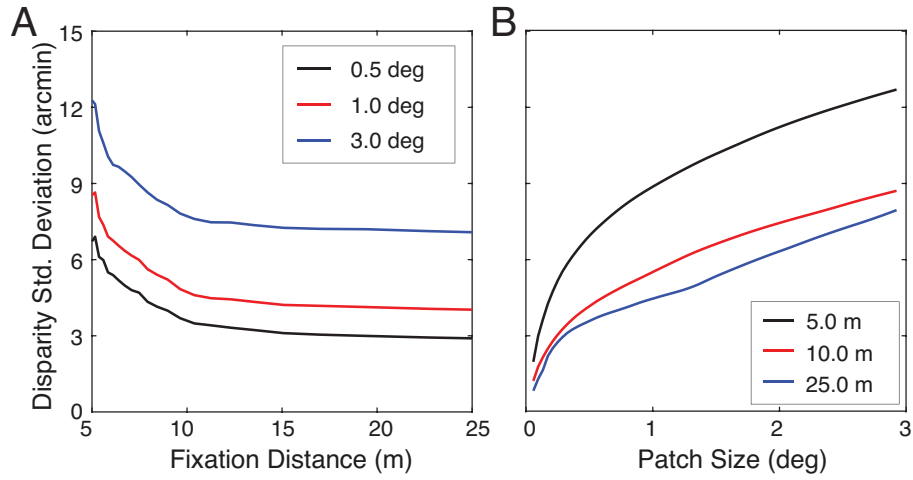 A
Disparity Std. Deviation (arcmin)
15
12
9
6
3
0
0.5 deg
1.0 deg
3.0 deg
5
10
15
20
25
Fixation Distance (m)
B
5.0 m
10.0 m
25.0 m
0
1
2
3
Patch Size (deg)